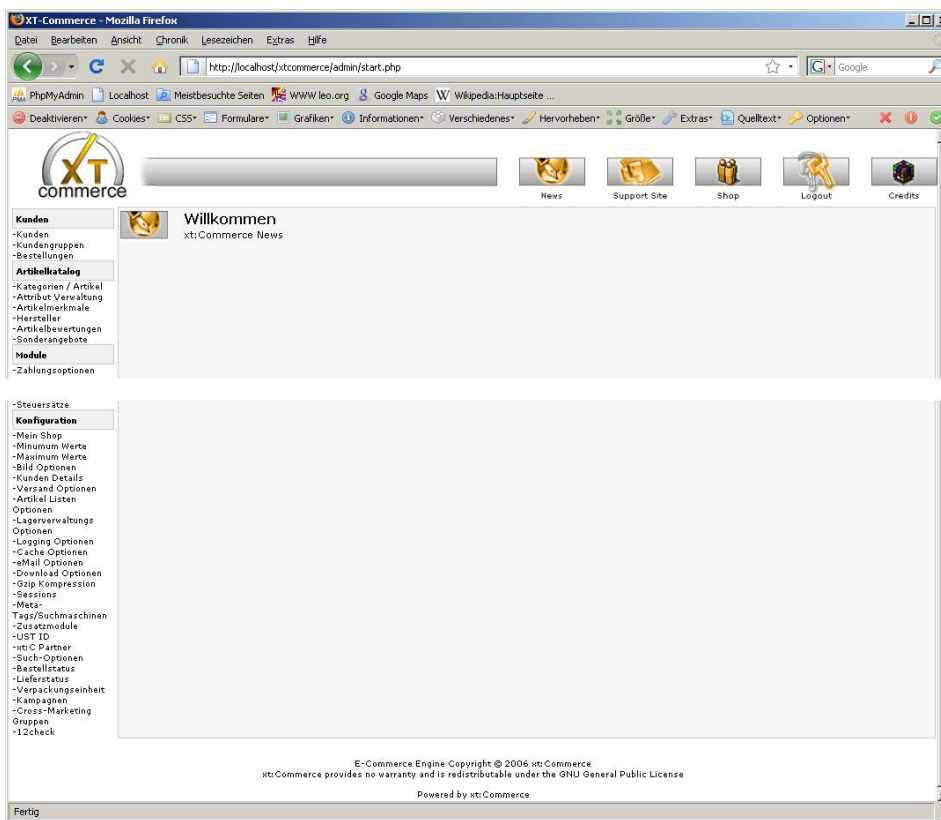 XT-Commerce - Mozilla Firefox
Datei Bearbeiten Ansicht Chronik Lesezeichen Extras Hilfe
http://localhost/xtcommerce/admin/start.php
G Google
PMA PhpMyAdmin Localhost Meistbesuchte Seiten WWW leo.org Google Maps W Wikipedia:Hauptseite ...
Deaktivieren Cookies CSS Formulare Grafiken Informationen Verschiedenes Hervorheben Größe Extras Quelltext Optionen
XT
commerce
News Support Site Shop Logout Credits
Kunden
-Kunden
-Kundengruppen
-Bestellungen
Willkommen
xt:Commerce News
Artikelkatalog
-Kategorien / Artikel
-Attribut Verwaltung
-Artikelmerkmale
-Hersteller
-Artikelbewertungen
-Sonderangebote
Module
-Zahlungsoptionen
-Steuersätze
Konfiguration
-Mein Shop
-Minumum Werte
-Maximum Werte
-Bild Optionen
-Kunden Details
-Versand Optionen
-Artikel Listen
Optionen
-Lagerverwaltungs
Optionen
-Logging Optionen
-Cache Optionen
-eMail Optionen
-Download Optionen
-Gzip Kompression
-Sessions
-Meta-
Tags/Suchmaschinen
-Zusatzmodule
-UST ID
-xt:C Partner
-Such-Optionen
-Bestellstatus
-Lieferstatus
-Verpackungseinheit
-Kampagnen
-Cross-Marketing
Gruppen
-12check
E-Commerce Engine Copyright © 2006 xt:Commerce
xt:Commerce provides no warranty and is redistributable under the GNU General Public License
Powered by xt:Commerce
Fertig